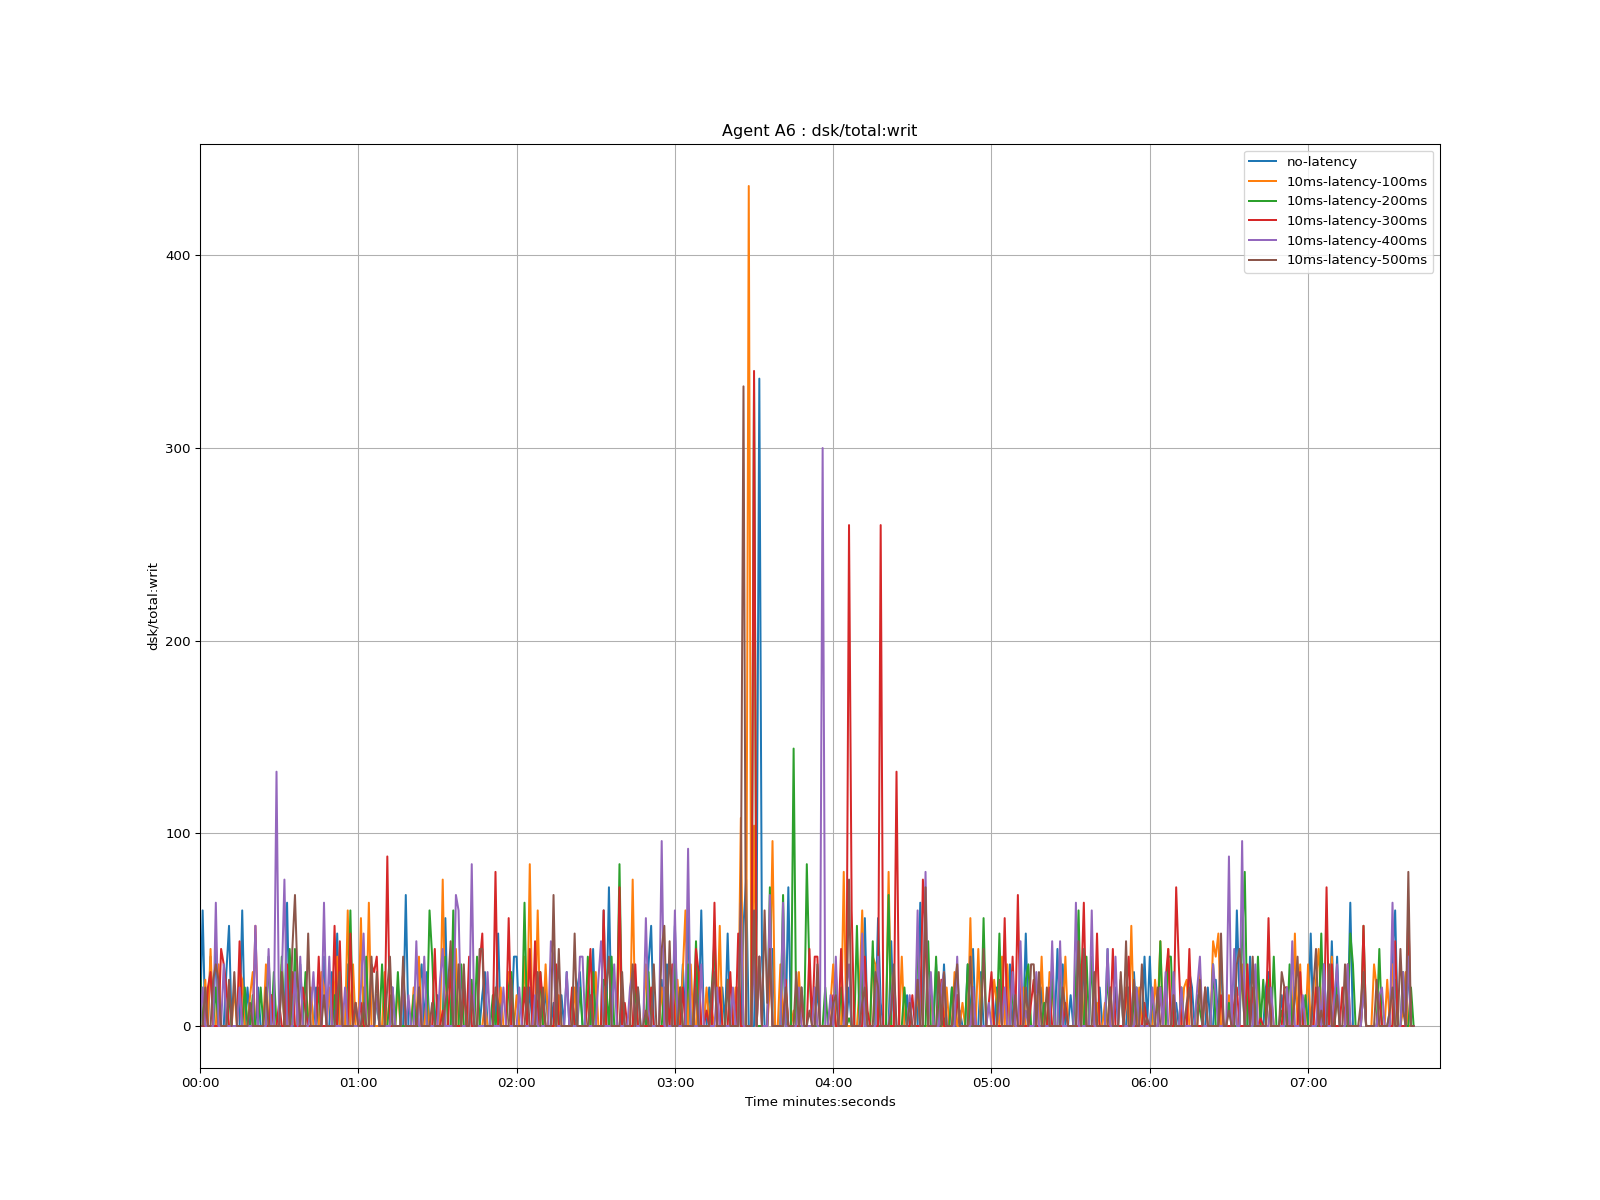 Agent A6 : dsk/total:writ
no-latency
10ms-latency-100ms
10ms-latency-200ms
10ms-latency-300ms
10ms-latency-400ms
10ms-latency-500ms
400
300
200
100
0
dsk/total:writ
00:00 01:00 02:00 03:00 04:00 05:00 06:00 07:00
Time minutes:seconds